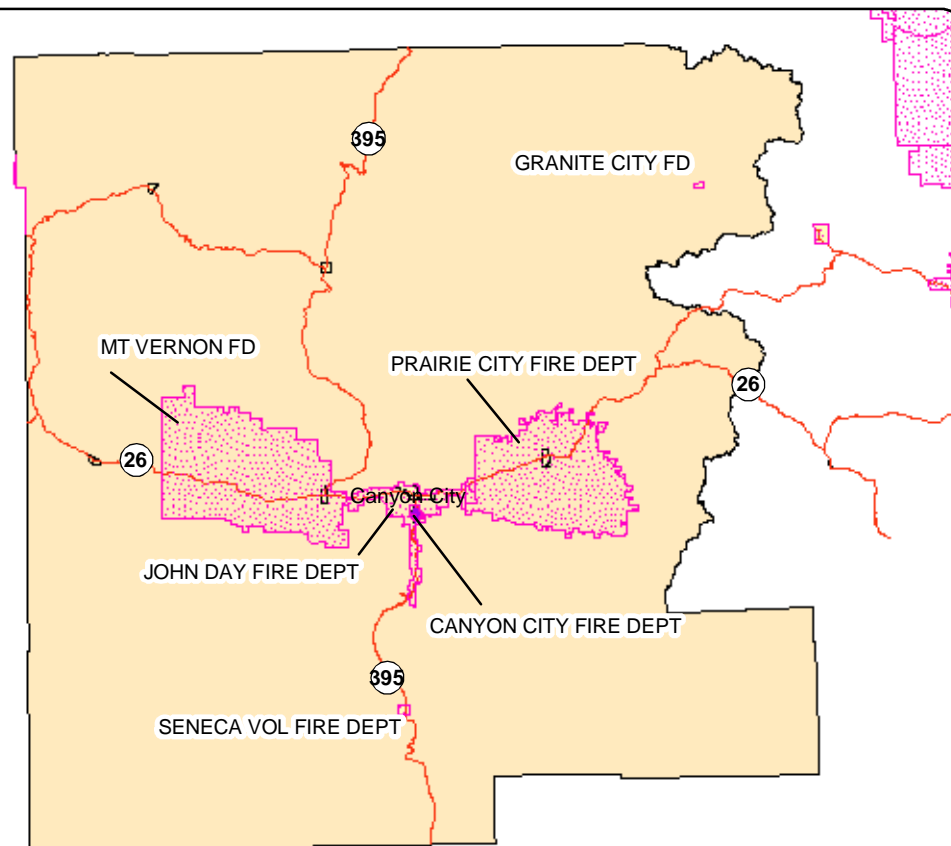 395
GRANITE CITY FD
MT VERNON FD
PRAIRIE CITY FIRE DEPT
26
26
Canyon City
JOHN DAY FIRE DEPT
CANYON CITY FIRE DEPT
395
SENECA VOL FIRE DEPT